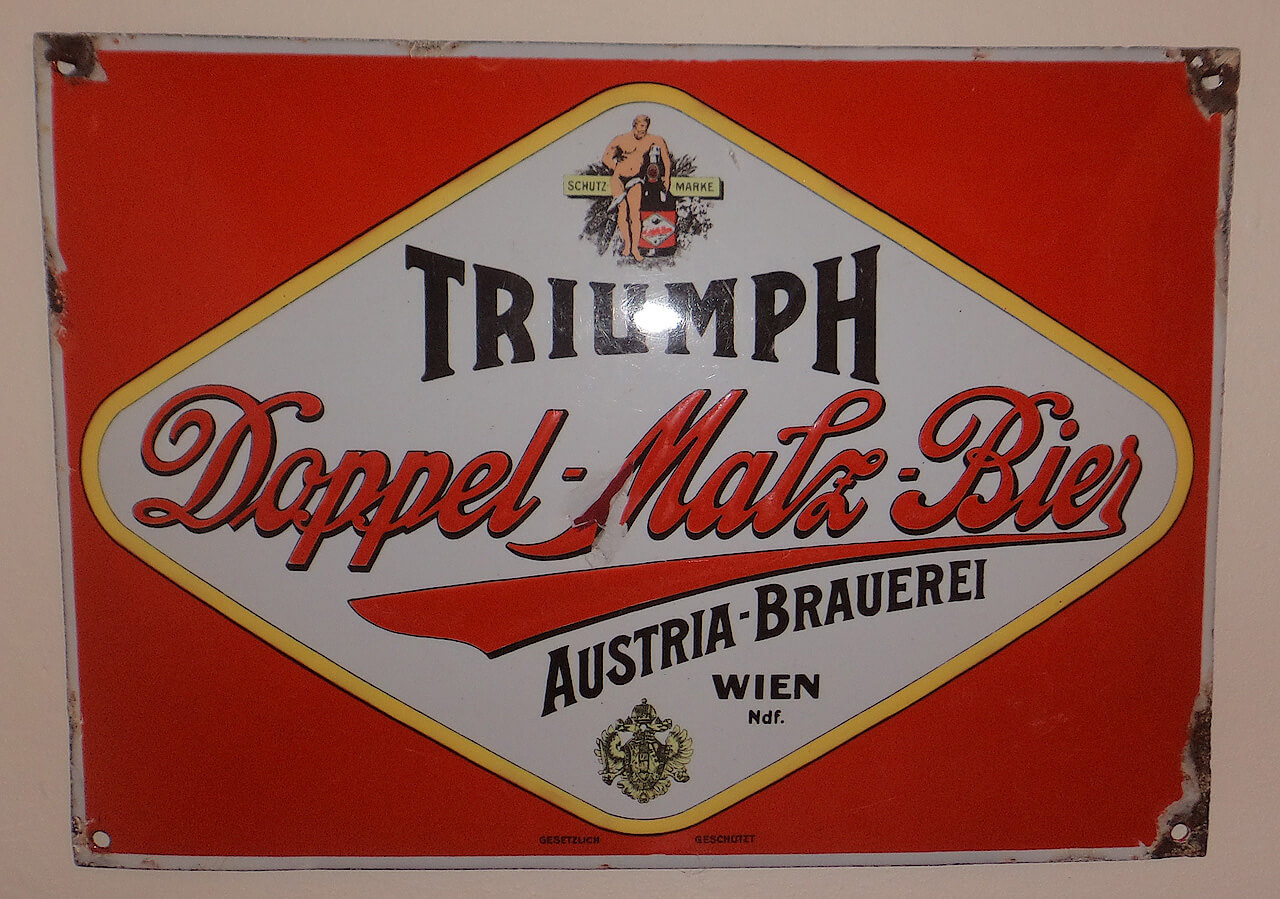 SCHUTZ MARKE
TRIUMPH
Doppel-Malz-Bier
AUSTRIA-BRAUEREI
WIEN
Ndf.
GESETZLICH GESCHÜTZT